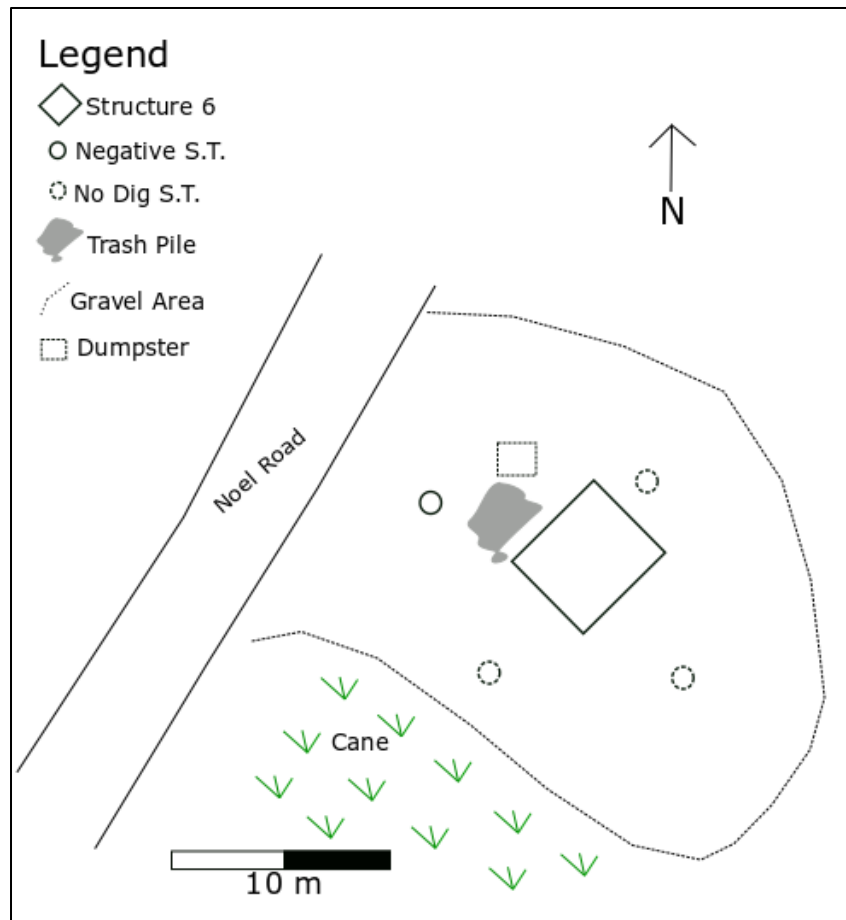 Legend
Structure 6
Negative S.T.
No Dig S.T.
Trash Pile
Gravel Area
Dumpster
N
Noel Road
Cane
10 m